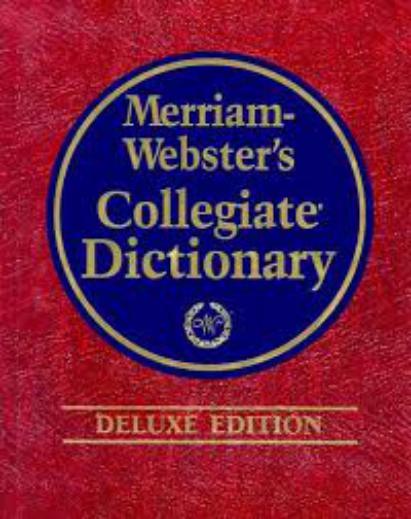 Merriam-
Webster's
Collegiate®
Dictionary
W
DELUXE EDITION